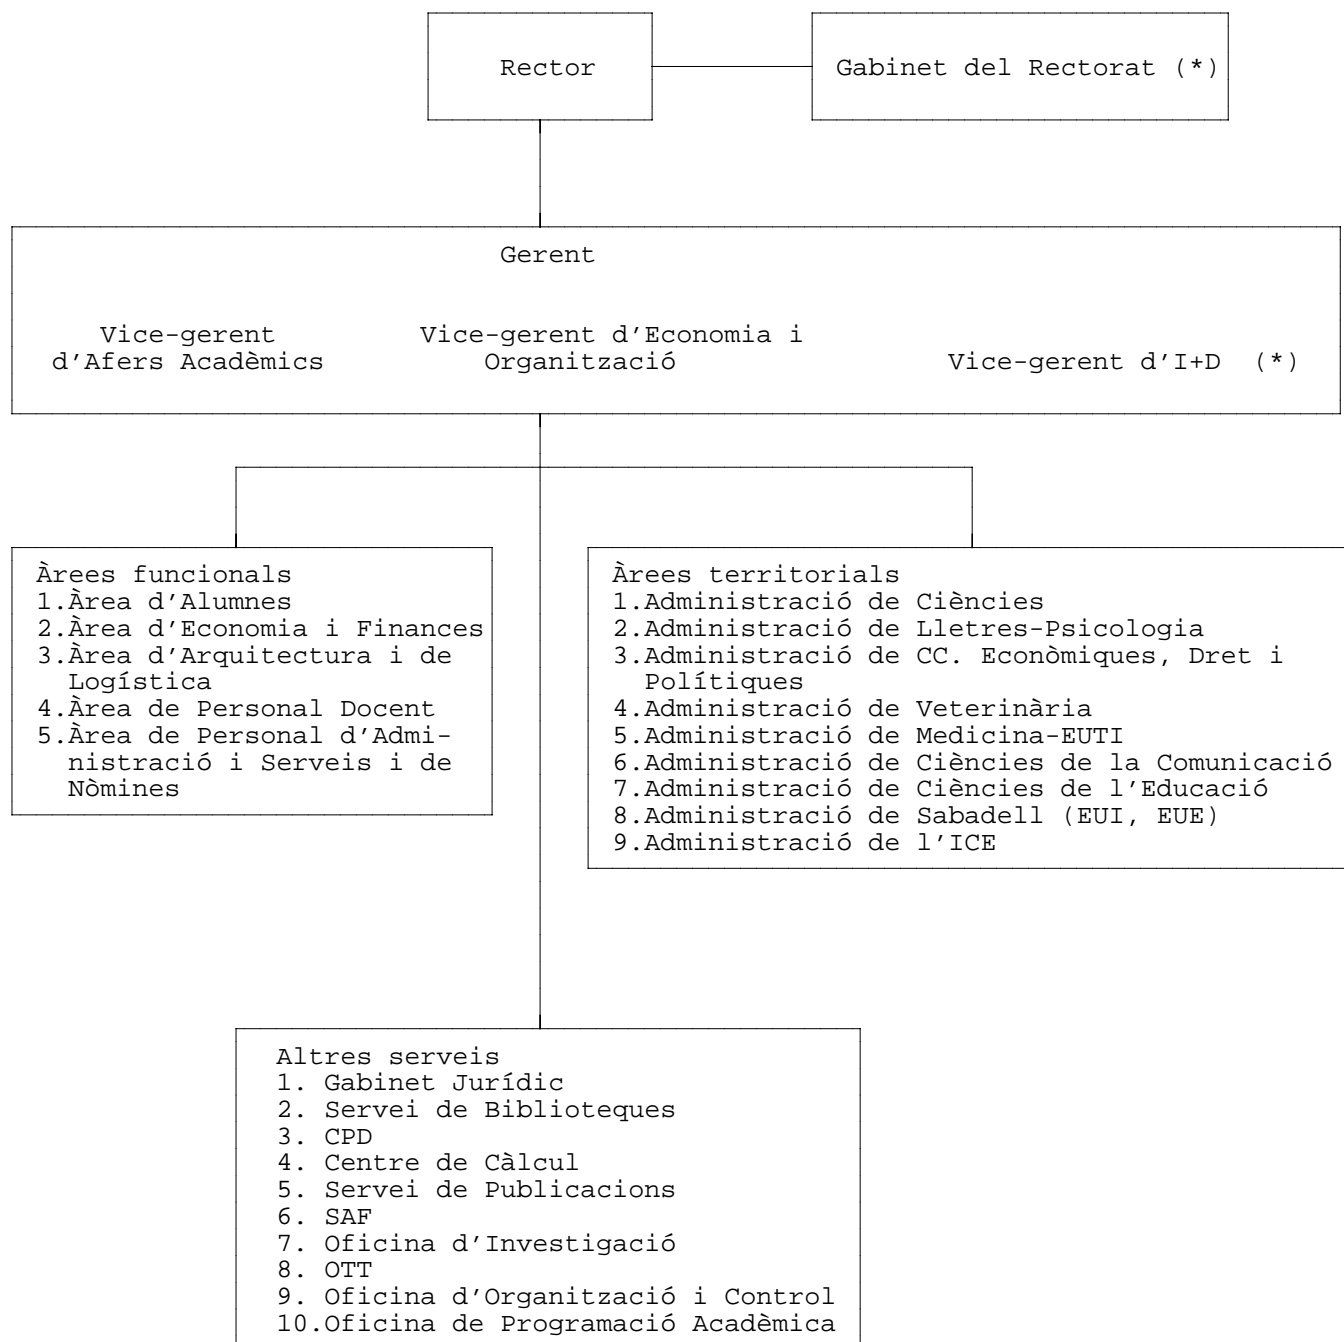 Rector
Gabinet del Rectorat (*)
Gerent
Vice-gerent
d'Afers Acadèmics
Vice-gerent d'Economia i
Organització
Vice-gerent d'I+D (*)
Àrees funcionals
1.Àrea d'Alumnes
2.Àrea d'Economia i Finances
3.Àrea d'Arquitectura i de
Logística
4.Àrea de Personal Docent
5.Àrea de Personal d'Admi-
nistració i Serveis i de
Nòmines
Àrees territorials
1.Administració de Ciències
2.Administració de Lletres-Psicologia
3.Administració de CC. Econòmiques, Dret i
Polítiques
4.Administració de Veterinària
5.Administració de Medicina-EUTI
6.Administració de Ciències de la Comunicació
7.Administració de Ciències de l'Educació
8.Administració de Sabadell (EUI, EUE)
9.Administració de l'ICE
Altres serveis
1. Gabinet Jurídic
2. Servei de Biblioteques
3. CPD
4. Centre de Càlcul
5. Servei de Publicacions
6. SAF
7. Oficina d'Investigació
8. OTT
9. Oficina d'Organització i Control
10.Oficina de Programació Acadèmica